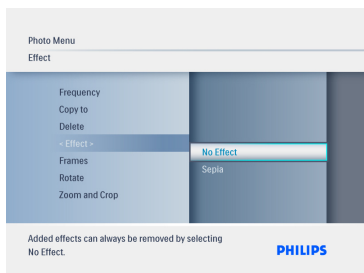 Photo Menu
Effect
Frequency
Copy to
Delete
< Effect >
Frames
Rotate
Zoom and Crop
No Effect
Sepia
Added effects can always be removed by selecting
No Effect.
PHILIPS